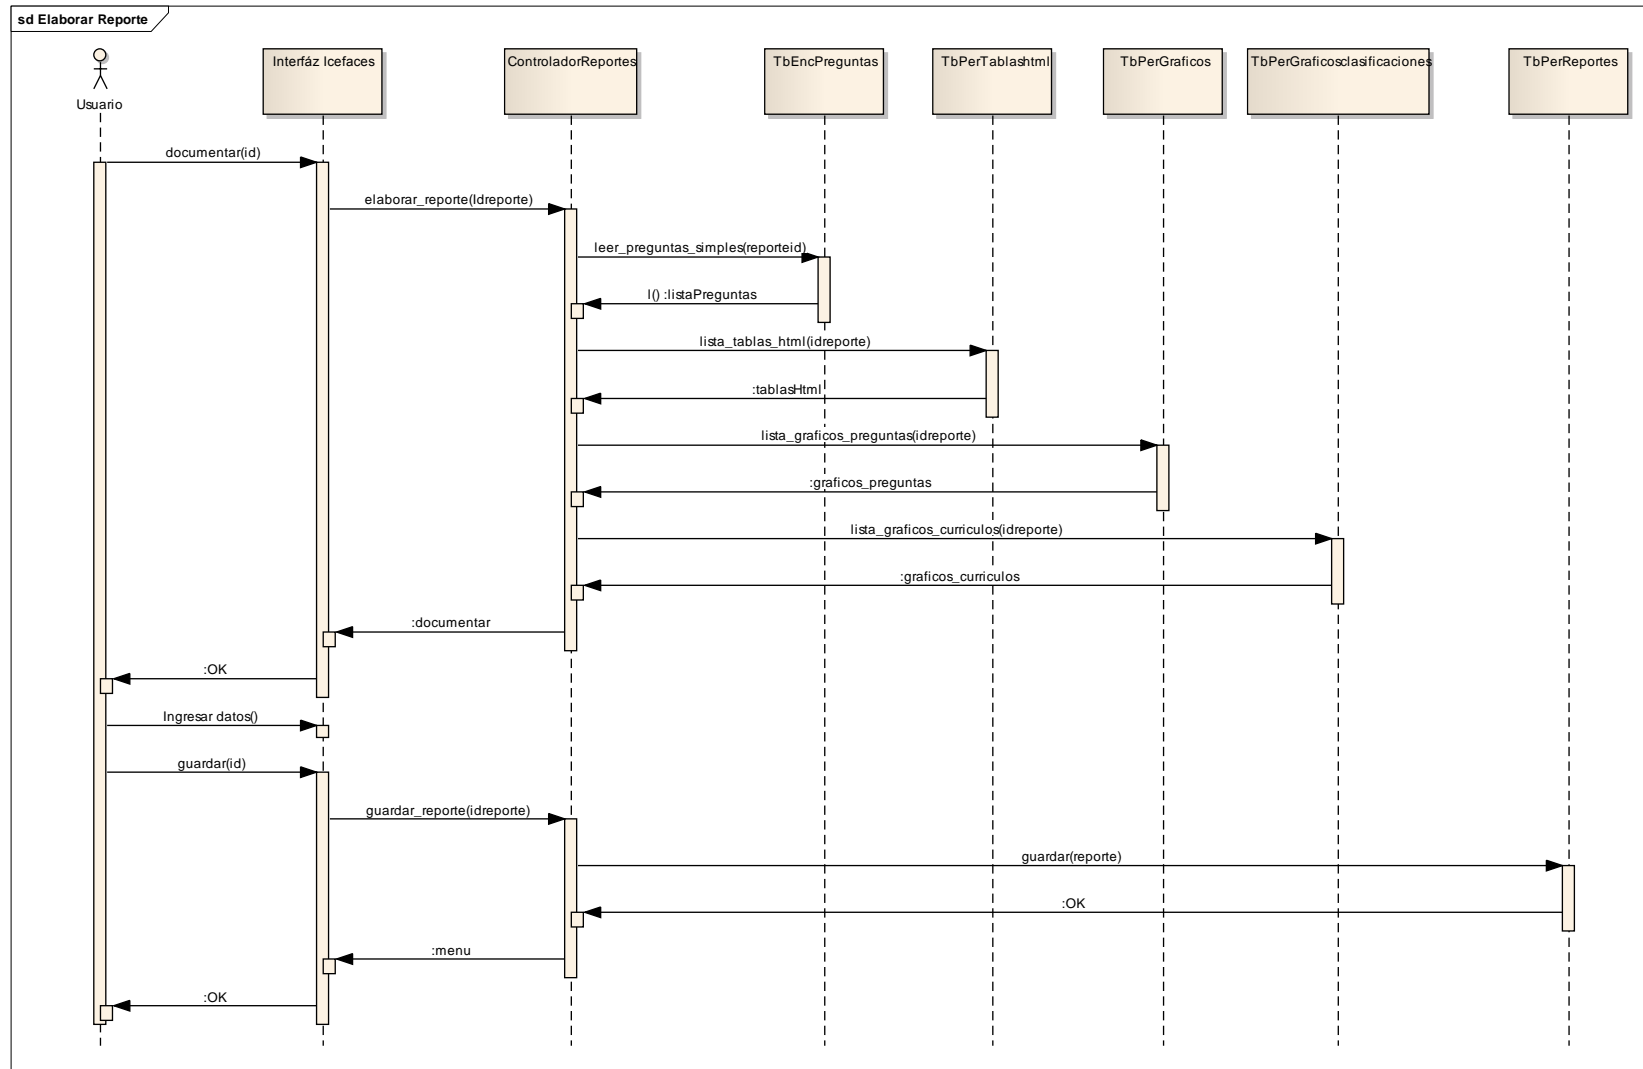 sd Elaborar Reporte
Usuario
Interfáz Icefaces
ControladorReportes
TbEncPreguntas
TbPerTablashtml
TbPerGraficos
TbPerGraficosclasificaciones
TbPerReportes
documentar(id)
elaborar_reporte(Idreporte)
leer_preguntas_simples(reporteid)
l() :listaPreguntas
lista_tablas_html(idreporte)
:tablasHtml
lista_graficos_preguntas(idreporte)
:graficos_preguntas
lista_graficos_curriculos(idreporte)
:graficos_curriculos
:documentar
:OK
Ingresar datos()
guardar(id)
guardar_reporte(idreporte)
guardar(reporte)
:OK
:menu
:OK